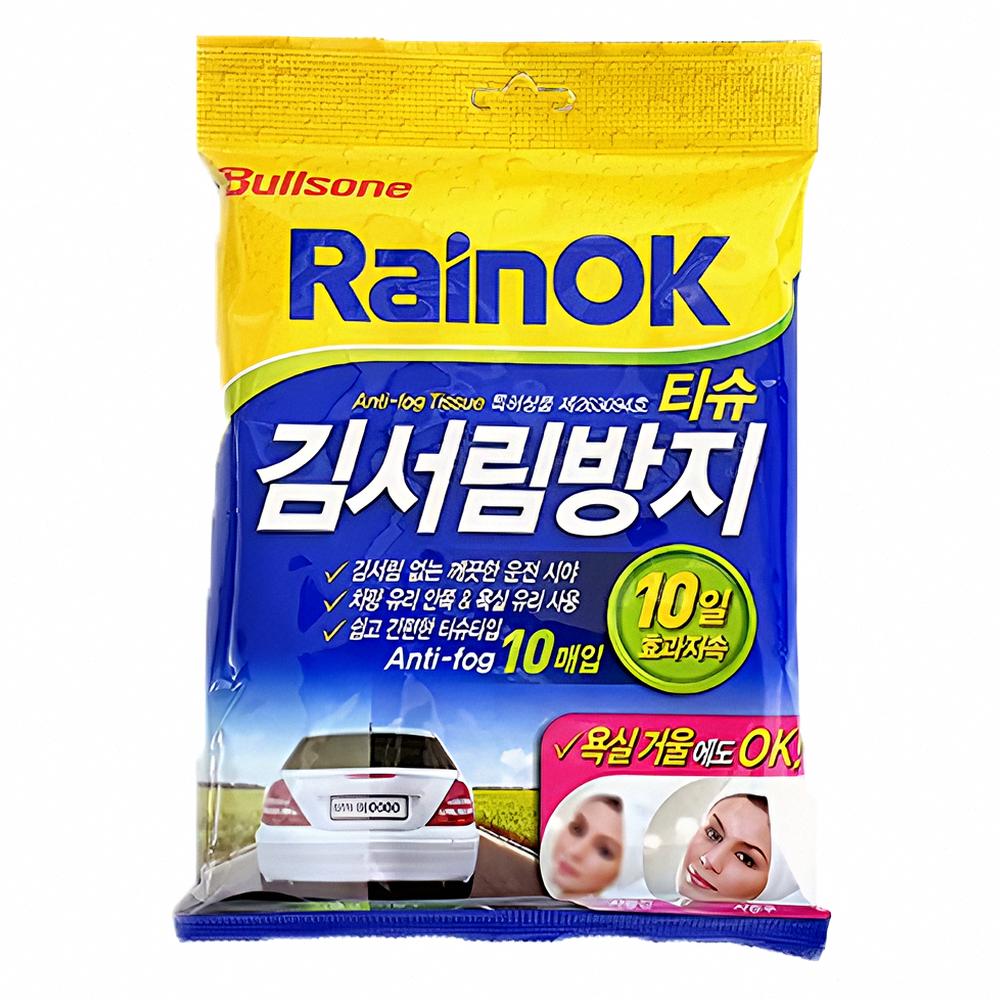 Bullsone
RainOK
Anti-fog Tissue
티슈
김서림방지
김서림 없는 깨끗한 운전 시야
차량 유리 안쪽 & 욕실 유리 사용
쉽고 간편한 티슈타입
Anti-fog 10매입
10일
효과지속
욕실 거울에도 OK!